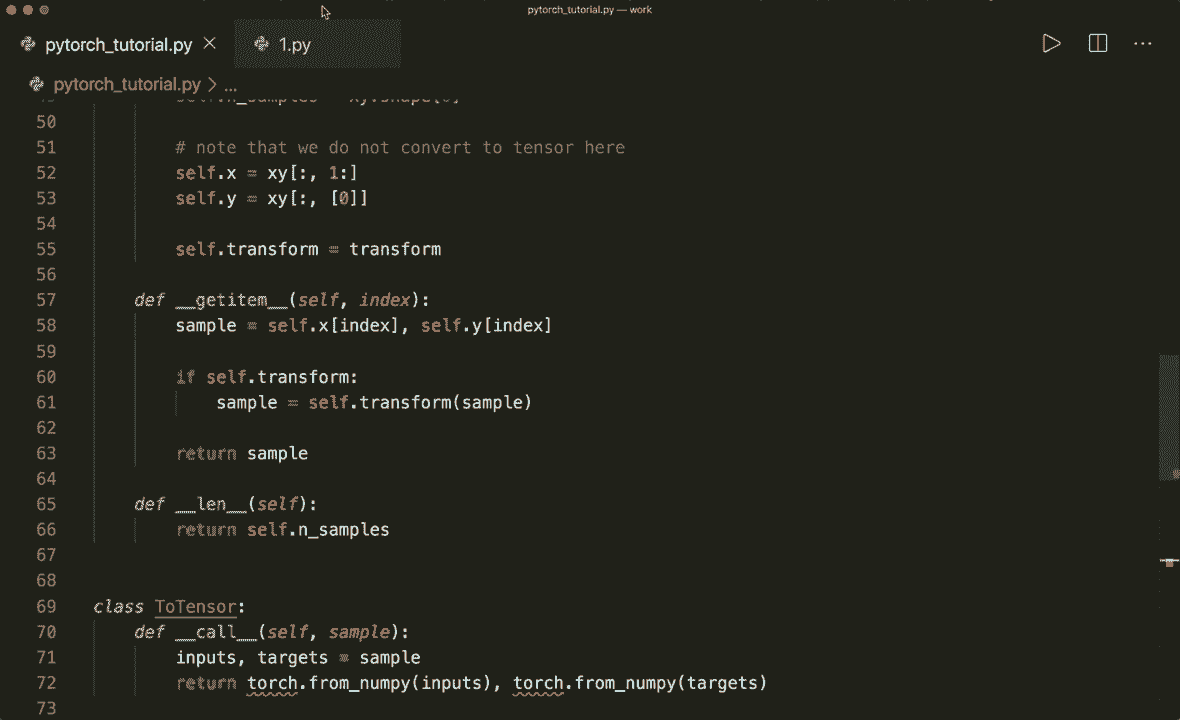 pytorch_tutorial.py — work
pytorch_tutorial.py 1.py
pytorch_tutorial.py > ...
50
51 # note that we do not convert to tensor here
52 self.x = xy[:, 1:]
53 self.y = xy[:, [0]]
54
55 self.transform = transform
56
57 def __getitem__(self, index):
58 sample = self.x[index], self.y[index]
59
60 if self.transform:
61 sample = self.transform(sample)
62
63 return sample
64
65 def __len__(self):
66 return self.n_samples
67
68
69 class ToTensor:
70 def __call__(self, sample):
71 inputs, targets = sample
72 return torch.from_numpy(inputs), torch.from_numpy(targets)
73